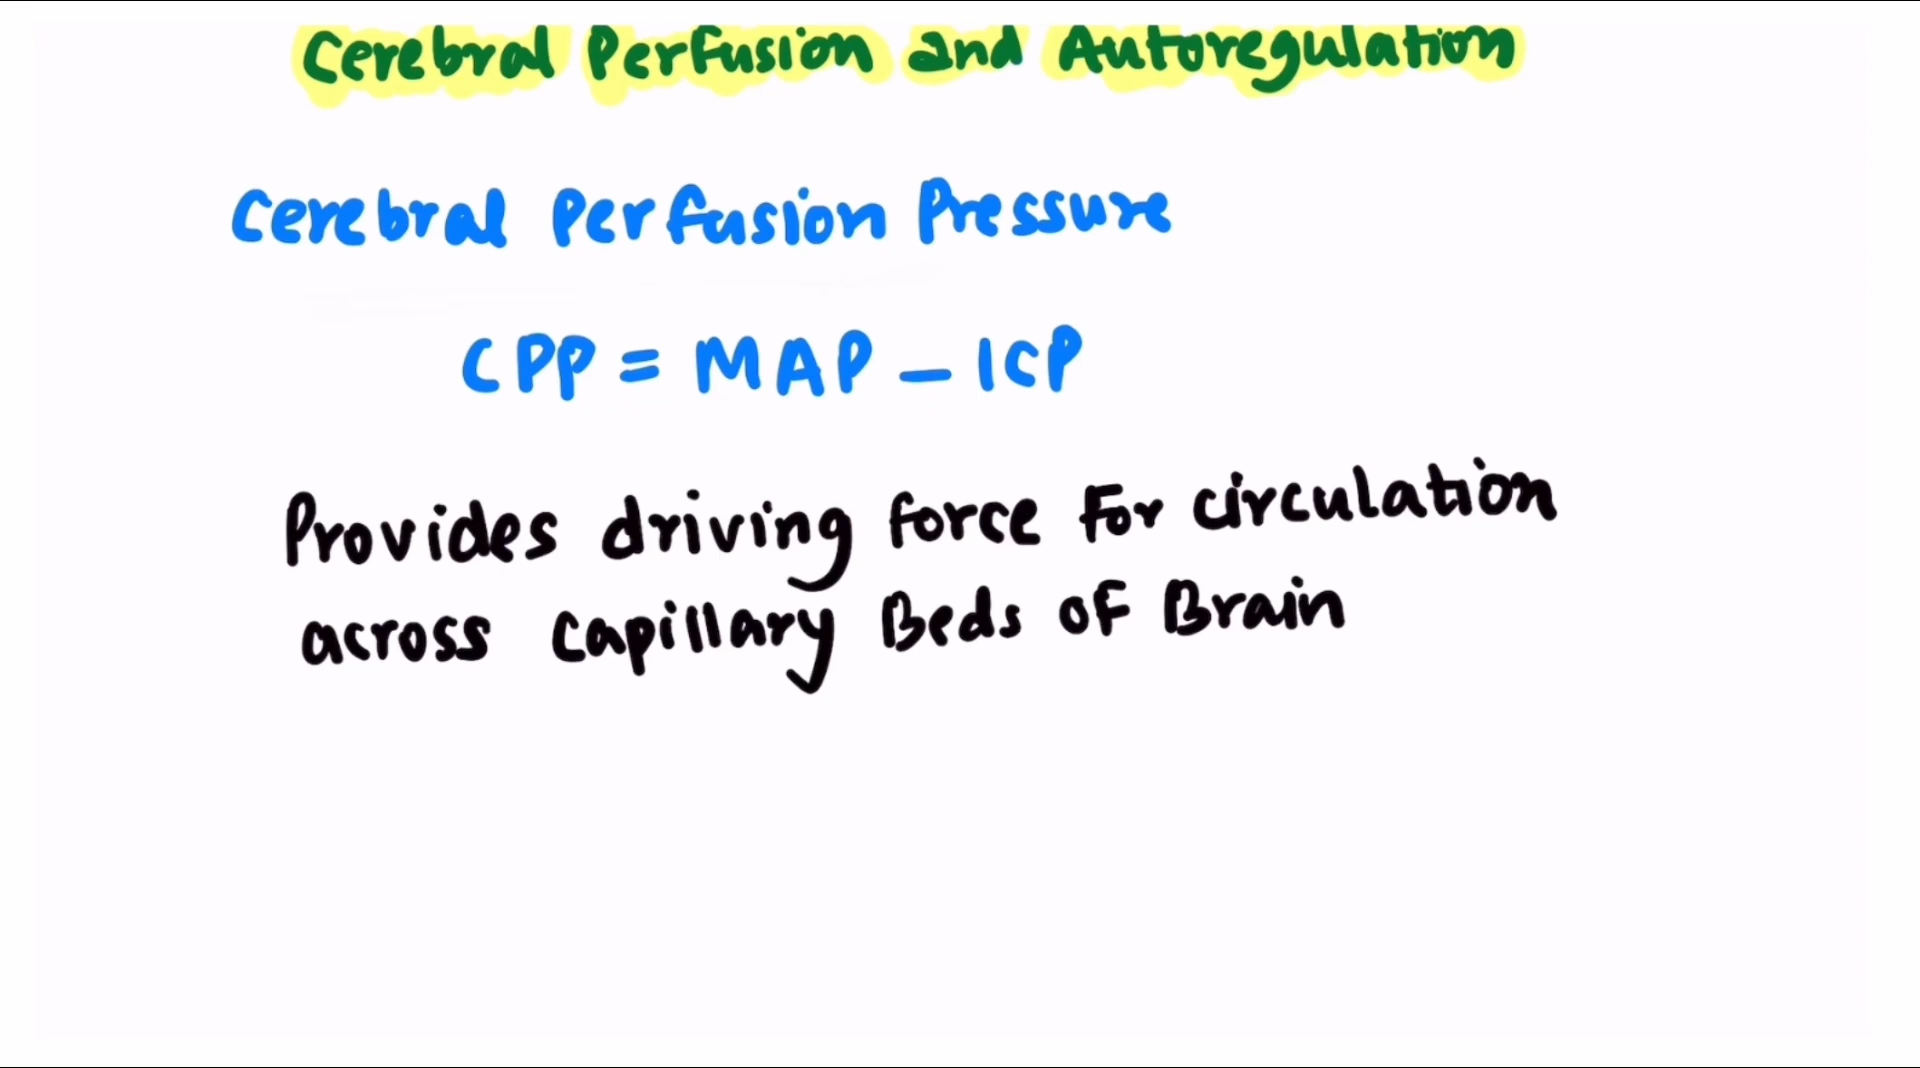 Cerebral Perfusion and Autoregulation
Cerebral Perfusion Pressure
CPP = MAP - ICP
Provides driving force For circulation
across capillary Beds of Brain